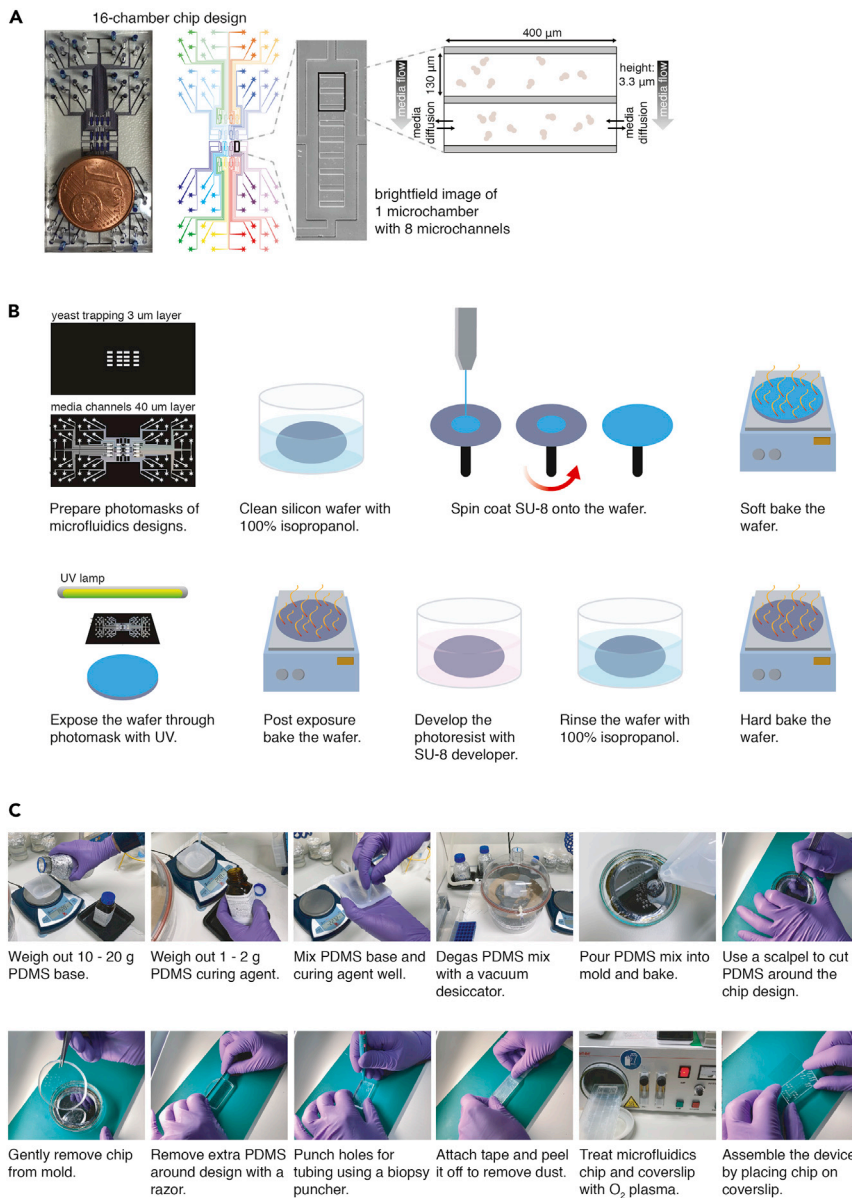 A
16-chamber chip design
400 µm
130 µm
height:
3.3 µm
media flow
media flow
media
diffusion
media
diffusion
brightfield image of
1 microchamber
with 8 microchannels
B
yeast trapping 3 um layer
media channels 40 um layer
Prepare photomasks of
microfluidics designs.
Clean silicon wafer with
100% isopropanol.
Spin coat SU-8 onto the wafer.
Soft bake the
wafer.
UV lamp
Expose the wafer through
photomask with UV.
Post exposure
bake the wafer.
Develop the
photoresist with
SU-8 developer.
Rinse the wafer with
100% isopropanol.
Hard bake the
wafer.
C
Weigh out 10 - 20 g
PDMS base.
Weigh out 1 - 2 g
PDMS curing agent.
Mix PDMS base and
curing agent well.
Degas PDMS mix
with a vacuum
desiccator.
Pour PDMS mix into
mold and bake.
Use a scalpel to cut
PDMS around the
chip design.
Gently remove chip
from mold.
Remove extra PDMS
around design with a
razor.
Punch holes for
tubing using a biopsy
puncher.
Attach tape and peel
it off to remove dust.
Treat microfluidics
chip and coverslip
with O₂ plasma.
Assemble the device
by placing chip on
coverslip.